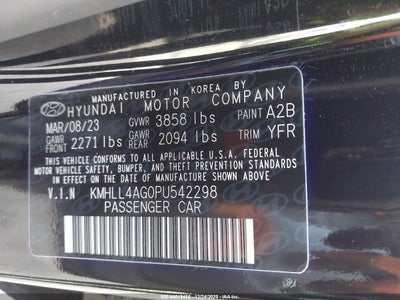 MANUFACTURED IN KOREA BY
HYUNDAI MOTOR COMPANY
MAR/08/23 GVWR 3858 lbs PAINT A2B
GAWR FRONT 2271 lbs GAWR REAR 2094 lbs TRIM YFR
THIS VEHICLE CONFORMS TO ALL APPLICABLE U.S.A. FEDERAL
MOTOR VEHICLE SAFETY, BUMPER, AND THEFT PREVENTION STANDARDS
IN EFFECT ON THE DATE OF MANUFACTURE SHOWN ABOVE.
V.I.N KMHLL4AG0PU542298
PASSENGER CAR